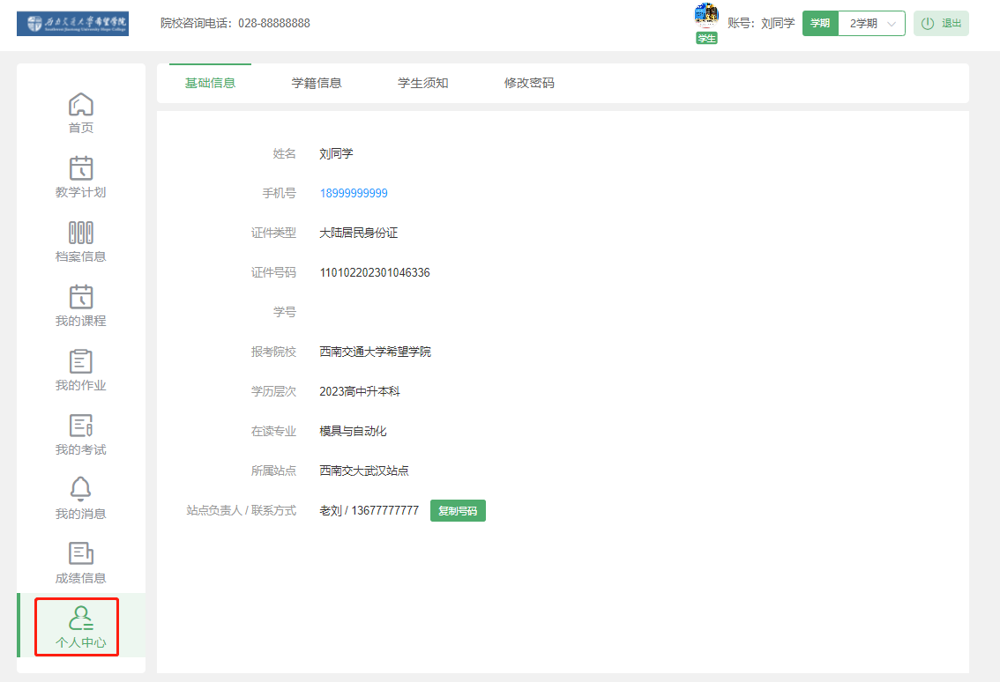 西南交通大学希望学院
Southwest Jiaotong University Hope College
院校咨询电话：028-88888888
学生
账号：刘同学
学期
2学期
退出
首页
教学计划
档案信息
我的课程
我的作业
我的考试
我的消息
成绩信息
个人中心
基础信息
学籍信息
学生须知
修改密码
姓名 刘同学
手机号 18999999999
证件类型 大陆居民身份证
证件号码 110102202301046336
学号
报考院校 西南交通大学希望学院
学历层次 2023高中升本科
在读专业 模具与自动化
所属站点 西南交大武汉站点
站点负责人 / 联系方式 老刘 / 13677777777 复制号码